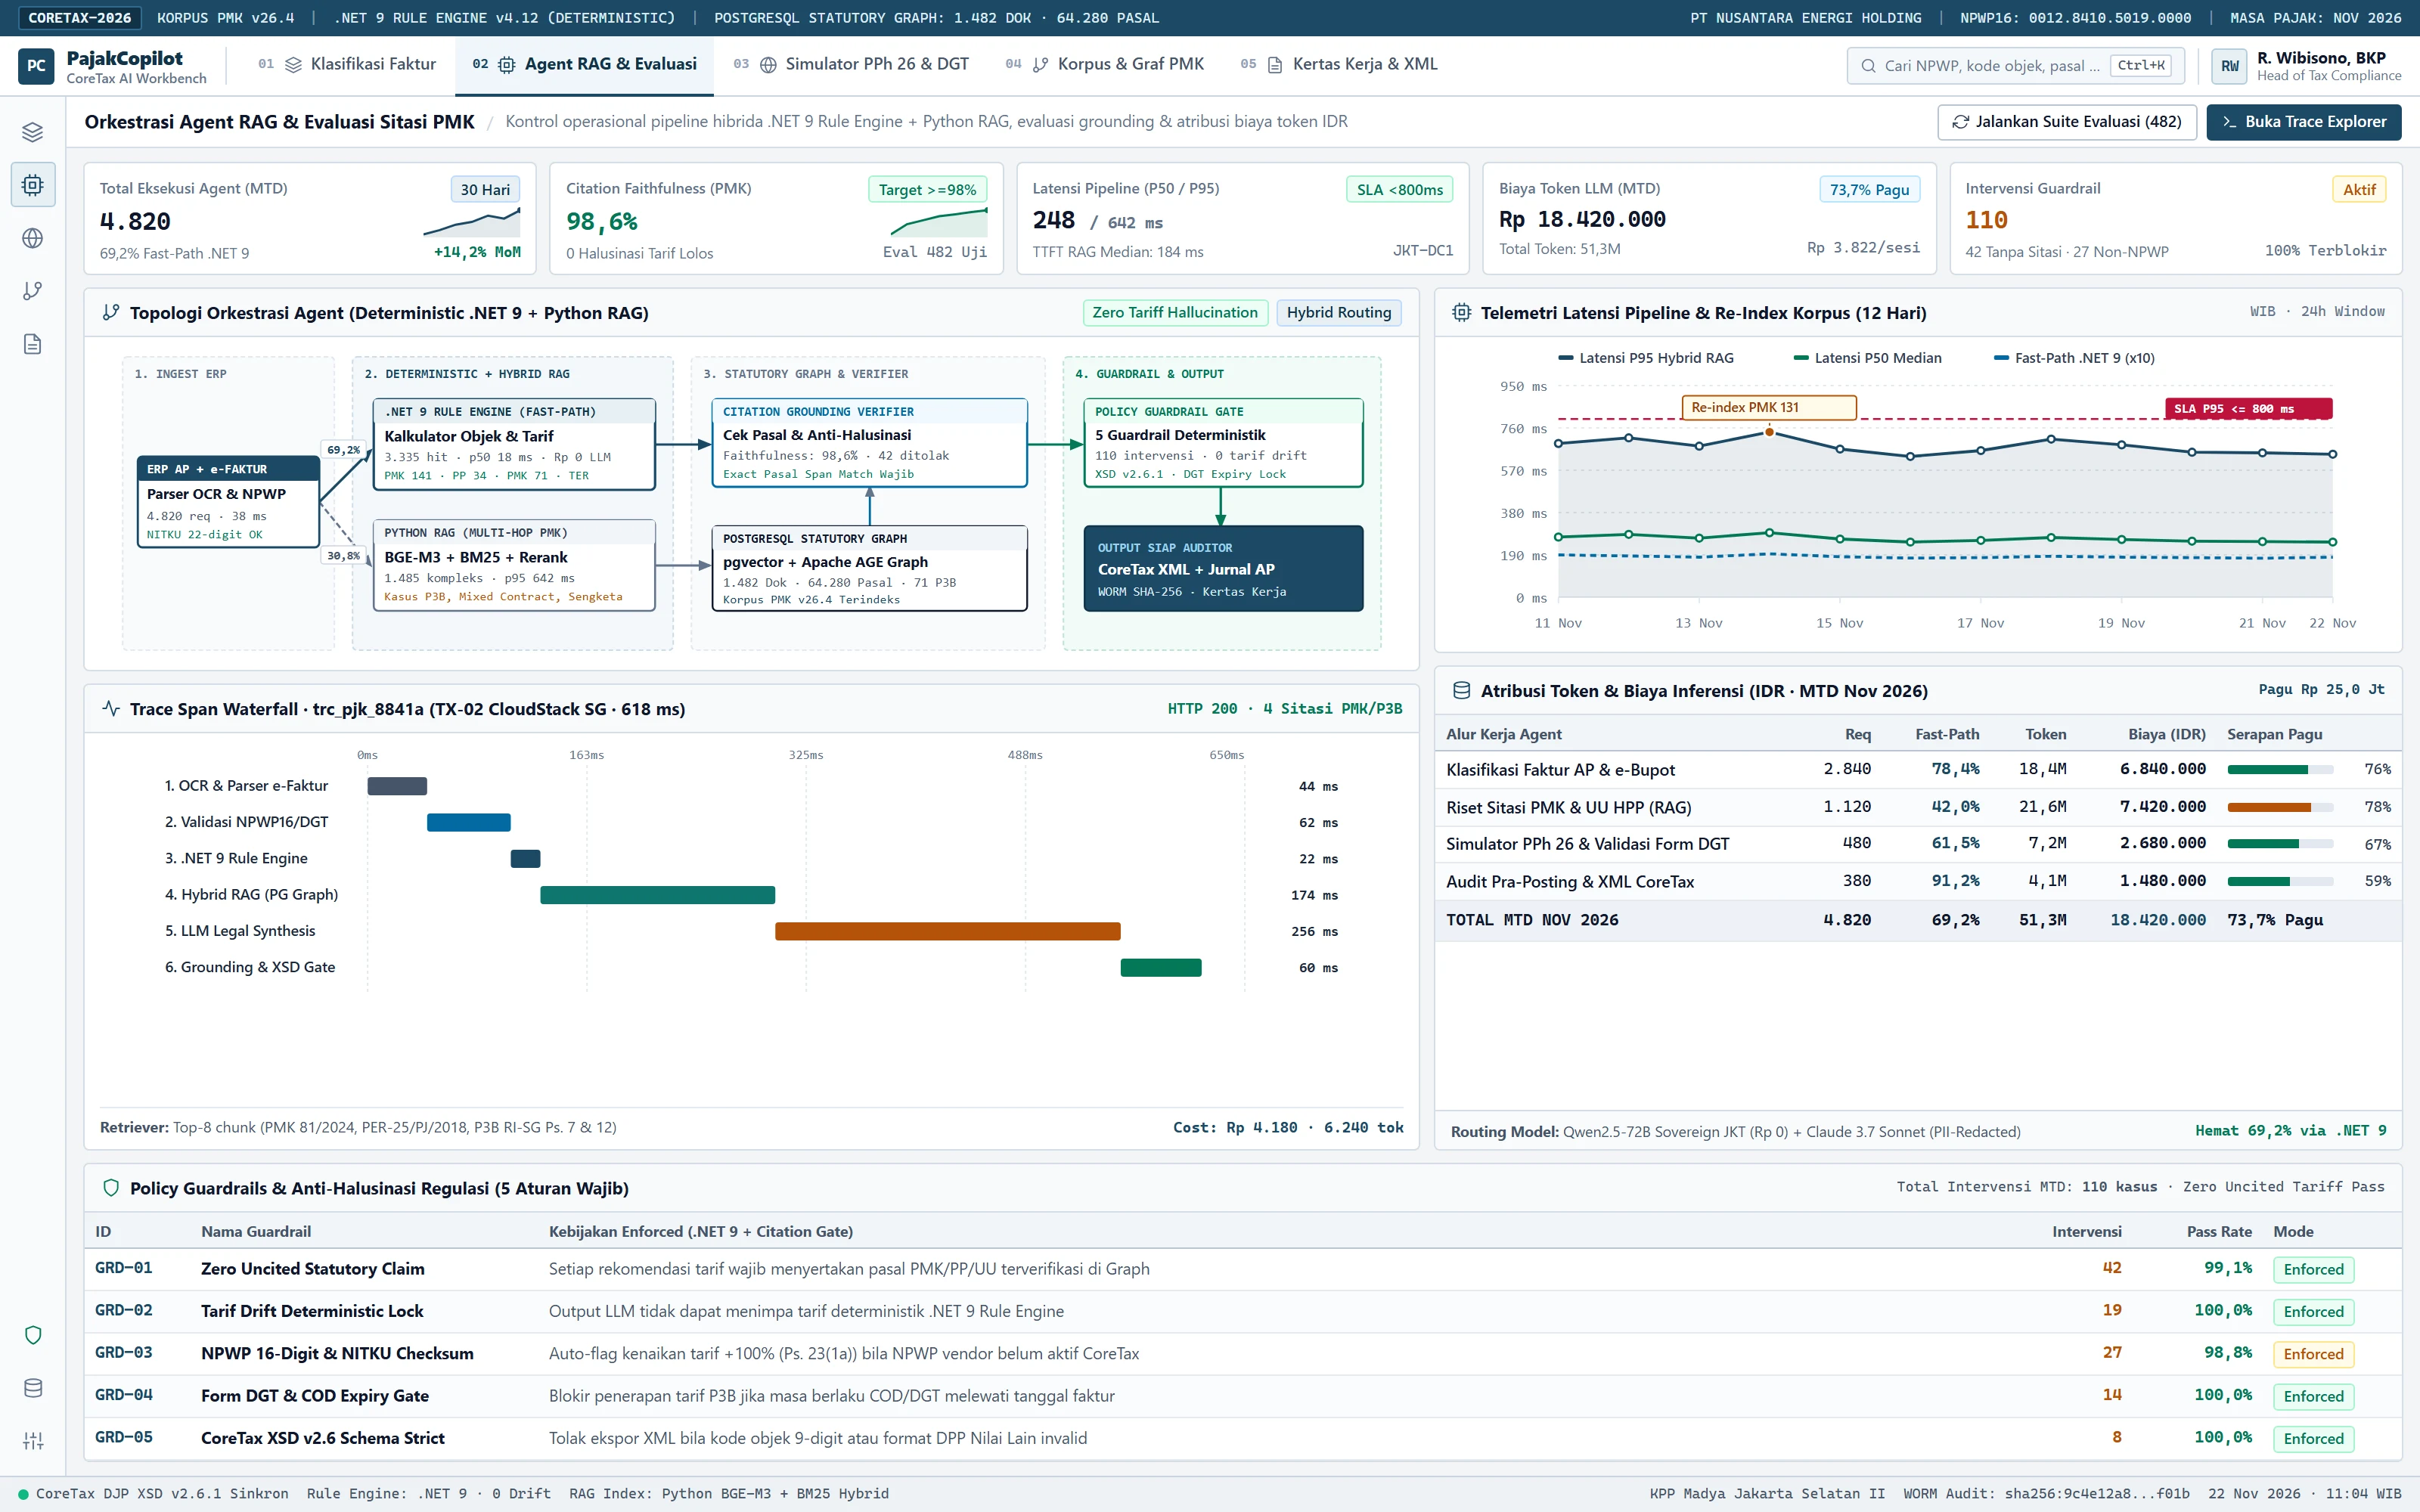 CORETAX-2026 KORPUS PMK v26.4 | .NET 9 RULE ENGINE v4.12 (DETERMINISTIC) | POSTGRESQL STATUTORY GRAPH: 1.482 DOK · 64.280 PASAL
PT NUSANTARA ENERGI HOLDING | NPWP16: 0012.8410.5019.0000 | MASA PAJAK: NOV 2026
PC
PajakCopilot
CoreTax AI Workbench
01 Klasifikasi Faktur
02 Agent RAG & Evaluasi
03 Simulator PPh 26 & DGT
04 Korpus & Graf PMK
05 Kertas Kerja & XML
Cari NPWP, kode objek, pasal ... Ctrl+K
RW
R. Wibisono, BKP
Head of Tax Compliance
Orkestrasi Agent RAG & Evaluasi Sitasi PMK / Kontrol operasional pipeline hibrida .NET 9 Rule Engine + Python RAG, evaluasi grounding & atribusi biaya token IDR
Jalankan Suite Evaluasi (482)
Buka Trace Explorer
Total Eksekusi Agent (MTD) 30 Hari
4.820
69,2% Fast-Path .NET 9 +14,2% MoM
Citation Faithfulness (PMK) Target >=98%
98,6%
0 Halusinasi Tarif Lolos Eval 482 Uji
Latensi Pipeline (P50 / P95) SLA <800ms
248 / 642 ms
TTFT RAG Median: 184 ms JKT-DC1
Biaya Token LLM (MTD) 73,7% Pagu
Rp 18.420.000
Total Token: 51,3M Rp 3.822/sesi
Intervensi Guardrail Aktif
110
42 Tanpa Sitasi · 27 Non-NPWP 100% Terblokir
Topologi Orkestrasi Agent (Deterministic .NET 9 + Python RAG) Zero Tariff Hallucination Hybrid Routing
1. INGEST ERP
ERP AP + e-FAKTUR
Parser OCR & NPWP
4.820 req · 38 ms
NITKU 22-digit OK
69,2%
30,8%
2. DETERMINISTIC + HYBRID RAG
.NET 9 RULE ENGINE (FAST-PATH)
Kalkulator Objek & Tarif
3.335 hit · p50 18 ms · Rp 0 LLM
PMK 141 · PP 34 · PMK 71 · TER
PYTHON RAG (MULTI-HOP PMK)
BGE-M3 + BM25 + Rerank
1.485 kompleks · p95 642 ms
Kasus P3B, Mixed Contract, Sengketa
3. STATUTORY GRAPH & VERIFIER
CITATION GROUNDING VERIFIER
Cek Pasal & Anti-Halusinasi
Faithfulness: 98,6% · 42 ditolak
Exact Pasal Span Match Wajib
POSTGRESQL STATUTORY GRAPH
pgvector + Apache AGE Graph
1.482 Dok · 64.280 Pasal · 71 P3B
Korpus PMK v26.4 Terindeks
4. GUARDRAIL & OUTPUT
POLICY GUARDRAIL GATE
5 Guardrail Deterministik
110 intervensi · 0 tarif drift
XSD v2.6.1 · DGT Expiry Lock
OUTPUT SIAP AUDITOR
CoreTax XML + Jurnal AP
WORM SHA-256 · Kertas Kerja
Telemetri Latensi Pipeline & Re-Index Korpus (12 Hari) WIB · 24h Window
Latensi P95 Hybrid RAG Latensi P50 Median Fast-Path .NET 9 (x10)
950 ms
760 ms
570 ms
380 ms
190 ms
0 ms
Re-index PMK 131
SLA P95 <= 800 ms
11 Nov 13 Nov 15 Nov 17 Nov 19 Nov 21 Nov 22 Nov
Trace Span Waterfall · trc_pjk_8841a (TX-02 CloudStack SG · 618 ms) HTTP 200 · 4 Sitasi PMK/P3B
0ms 163ms 325ms 488ms 650ms
1. OCR & Parser e-Faktur 44 ms
2. Validasi NPWP16/DGT 62 ms
3. .NET 9 Rule Engine 22 ms
4. Hybrid RAG (PG Graph) 174 ms
5. LLM Legal Synthesis 256 ms
6. Grounding & XSD Gate 60 ms
Retriever: Top-8 chunk (PMK 81/2024, PER-25/PJ/2018, P3B RI-SG Ps. 7 & 12) Cost: Rp 4.180 · 6.240 tok
Atribusi Token & Biaya Inferensi (IDR · MTD Nov 2026) Pagu Rp 25,0 Jt
Alur Kerja Agent Req Fast-Path Token Biaya (IDR) Serapan Pagu
Klasifikasi Faktur AP & e-Bupot 2.840 78,4% 18,4M 6.840.000 76%
Riset Sitasi PMK & UU HPP (RAG) 1.120 42,0% 21,6M 7.420.000 78%
Simulator PPh 26 & Validasi Form DGT 480 61,5% 7,2M 2.680.000 67%
Audit Pra-Posting & XML CoreTax 380 91,2% 4,1M 1.480.000 59%
TOTAL MTD NOV 2026 4.820 69,2% 51,3M 18.420.000 73,7% Pagu
Routing Model: Qwen2.5-72B Sovereign JKT (Rp 0) + Claude 3.7 Sonnet (PII-Redacted) Hemat 69,2% via .NET 9
Policy Guardrails & Anti-Halusinasi Regulasi (5 Aturan Wajib) Total Intervensi MTD: 110 kasus · Zero Uncited Tariff Pass
ID Nama Guardrail Kebijakan Enforced (.NET 9 + Citation Gate) Intervensi Pass Rate Mode
GRD-01 Zero Uncited Statutory Claim Setiap rekomendasi tarif wajib menyertakan pasal PMK/PP/UU terverifikasi di Graph 42 99,1% Enforced
GRD-02 Tarif Drift Deterministic Lock Output LLM tidak dapat menimpa tarif deterministik .NET 9 Rule Engine 19 100,0% Enforced
GRD-03 NPWP 16-Digit & NITKU Checksum Auto-flag kenaikan tarif +100% (Ps. 23(1a)) bila NPWP vendor belum aktif CoreTax 27 98,8% Enforced
GRD-04 Form DGT & COD Expiry Gate Blokir penerapan tarif P3B jika masa berlaku COD/DGT melewati tanggal faktur 14 100,0% Enforced
GRD-05 CoreTax XSD v2.6 Schema Strict Tolak ekspor XML bila kode objek 9-digit atau format DPP Nilai Lain invalid 8 100,0% Enforced
CoreTax DJP XSD v2.6.1 Sinkron Rule Engine: .NET 9 · 0 Drift RAG Index: Python BGE-M3 + BM25 Hybrid
KPP Madya Jakarta Selatan II WORM Audit: sha256:9c4e12a8...f01b 22 Nov 2026 · 11:04 WIB